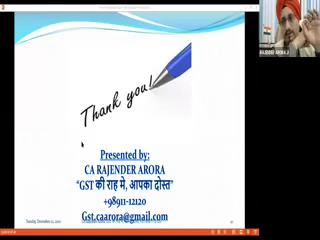 Thank you!
Presented by:
CA RAJENDER ARORA
“GST की राह मे, आपका दोस्त”
+98911-12120
Gst.caarora@gmail.com